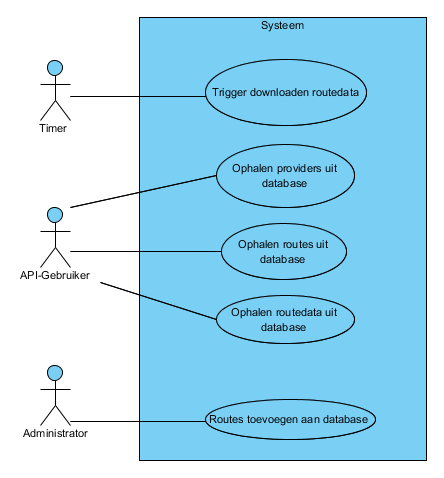 Systeem
Trigger downloaden routedata
Timer
Ophalen providers uit
database
Ophalen routes uit
database
API-Gebruiker
Ophalen routedata uit
database
Routes toevoegen aan database
Administrator